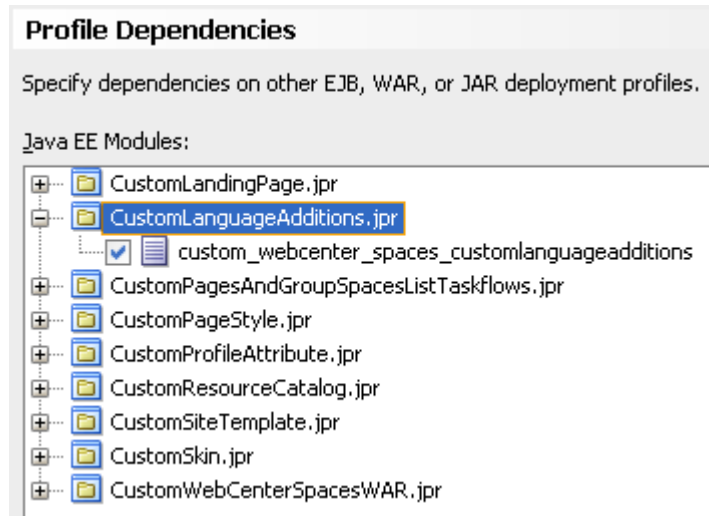 Profile Dependencies
Specify dependencies on other EJB, WAR, or JAR deployment profiles.
Java EE Modules:
CustomLandingPage.jpr
CustomLanguageAdditions.jpr
custom_webcenter_spaces_customlanguageadditions
CustomPagesAndGroupSpacesListTaskflows.jpr
CustomPageStyle.jpr
CustomProfileAttribute.jpr
CustomResourceCatalog.jpr
CustomSiteTemplate.jpr
CustomSkin.jpr
CustomWebCenterSpacesWAR.jpr